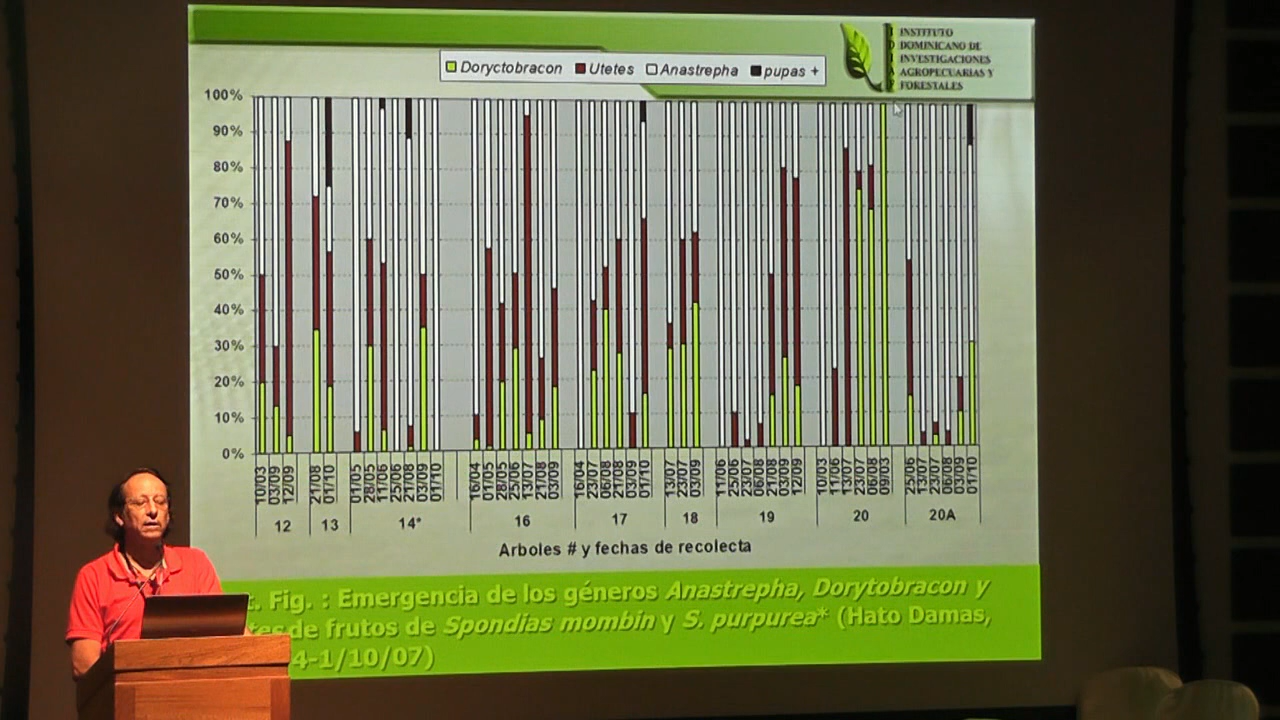 INSTITUTO
DOMINICANO DE
INVESTIGACIONES
AGROPECUARIAS Y
FORESTALES
Doryctobracon Utetes Anastrepha pupas +
100%
90%
80%
70%
60%
50%
40%
30%
20%
10%
0%
10/03 03/09 12/09 21/08 01/10 01/05 28/05 11/06 25/06 21/08 03/09 01/10 16/04 01/05 28/05 25/06 13/07 21/08 03/09 16/04 23/07 06/08 21/08 03/09 01/10 13/07 23/07 03/09 11/06 25/06 23/07 06/08 21/08 03/09 12/09 10/03 11/06 13/07 23/07 06/08 09/03 25/06 13/07 23/07 06/08 03/09 01/10
12 13 14* 16 17 18 19 20 20A
Arboles # y fechas de recolecta
. Fig. : Emergencia de los géneros Anastrepha, Dorytobracon y
de frutos de Spondias mombin y S. purpurea* (Hato Damas,
4-1/10/07)